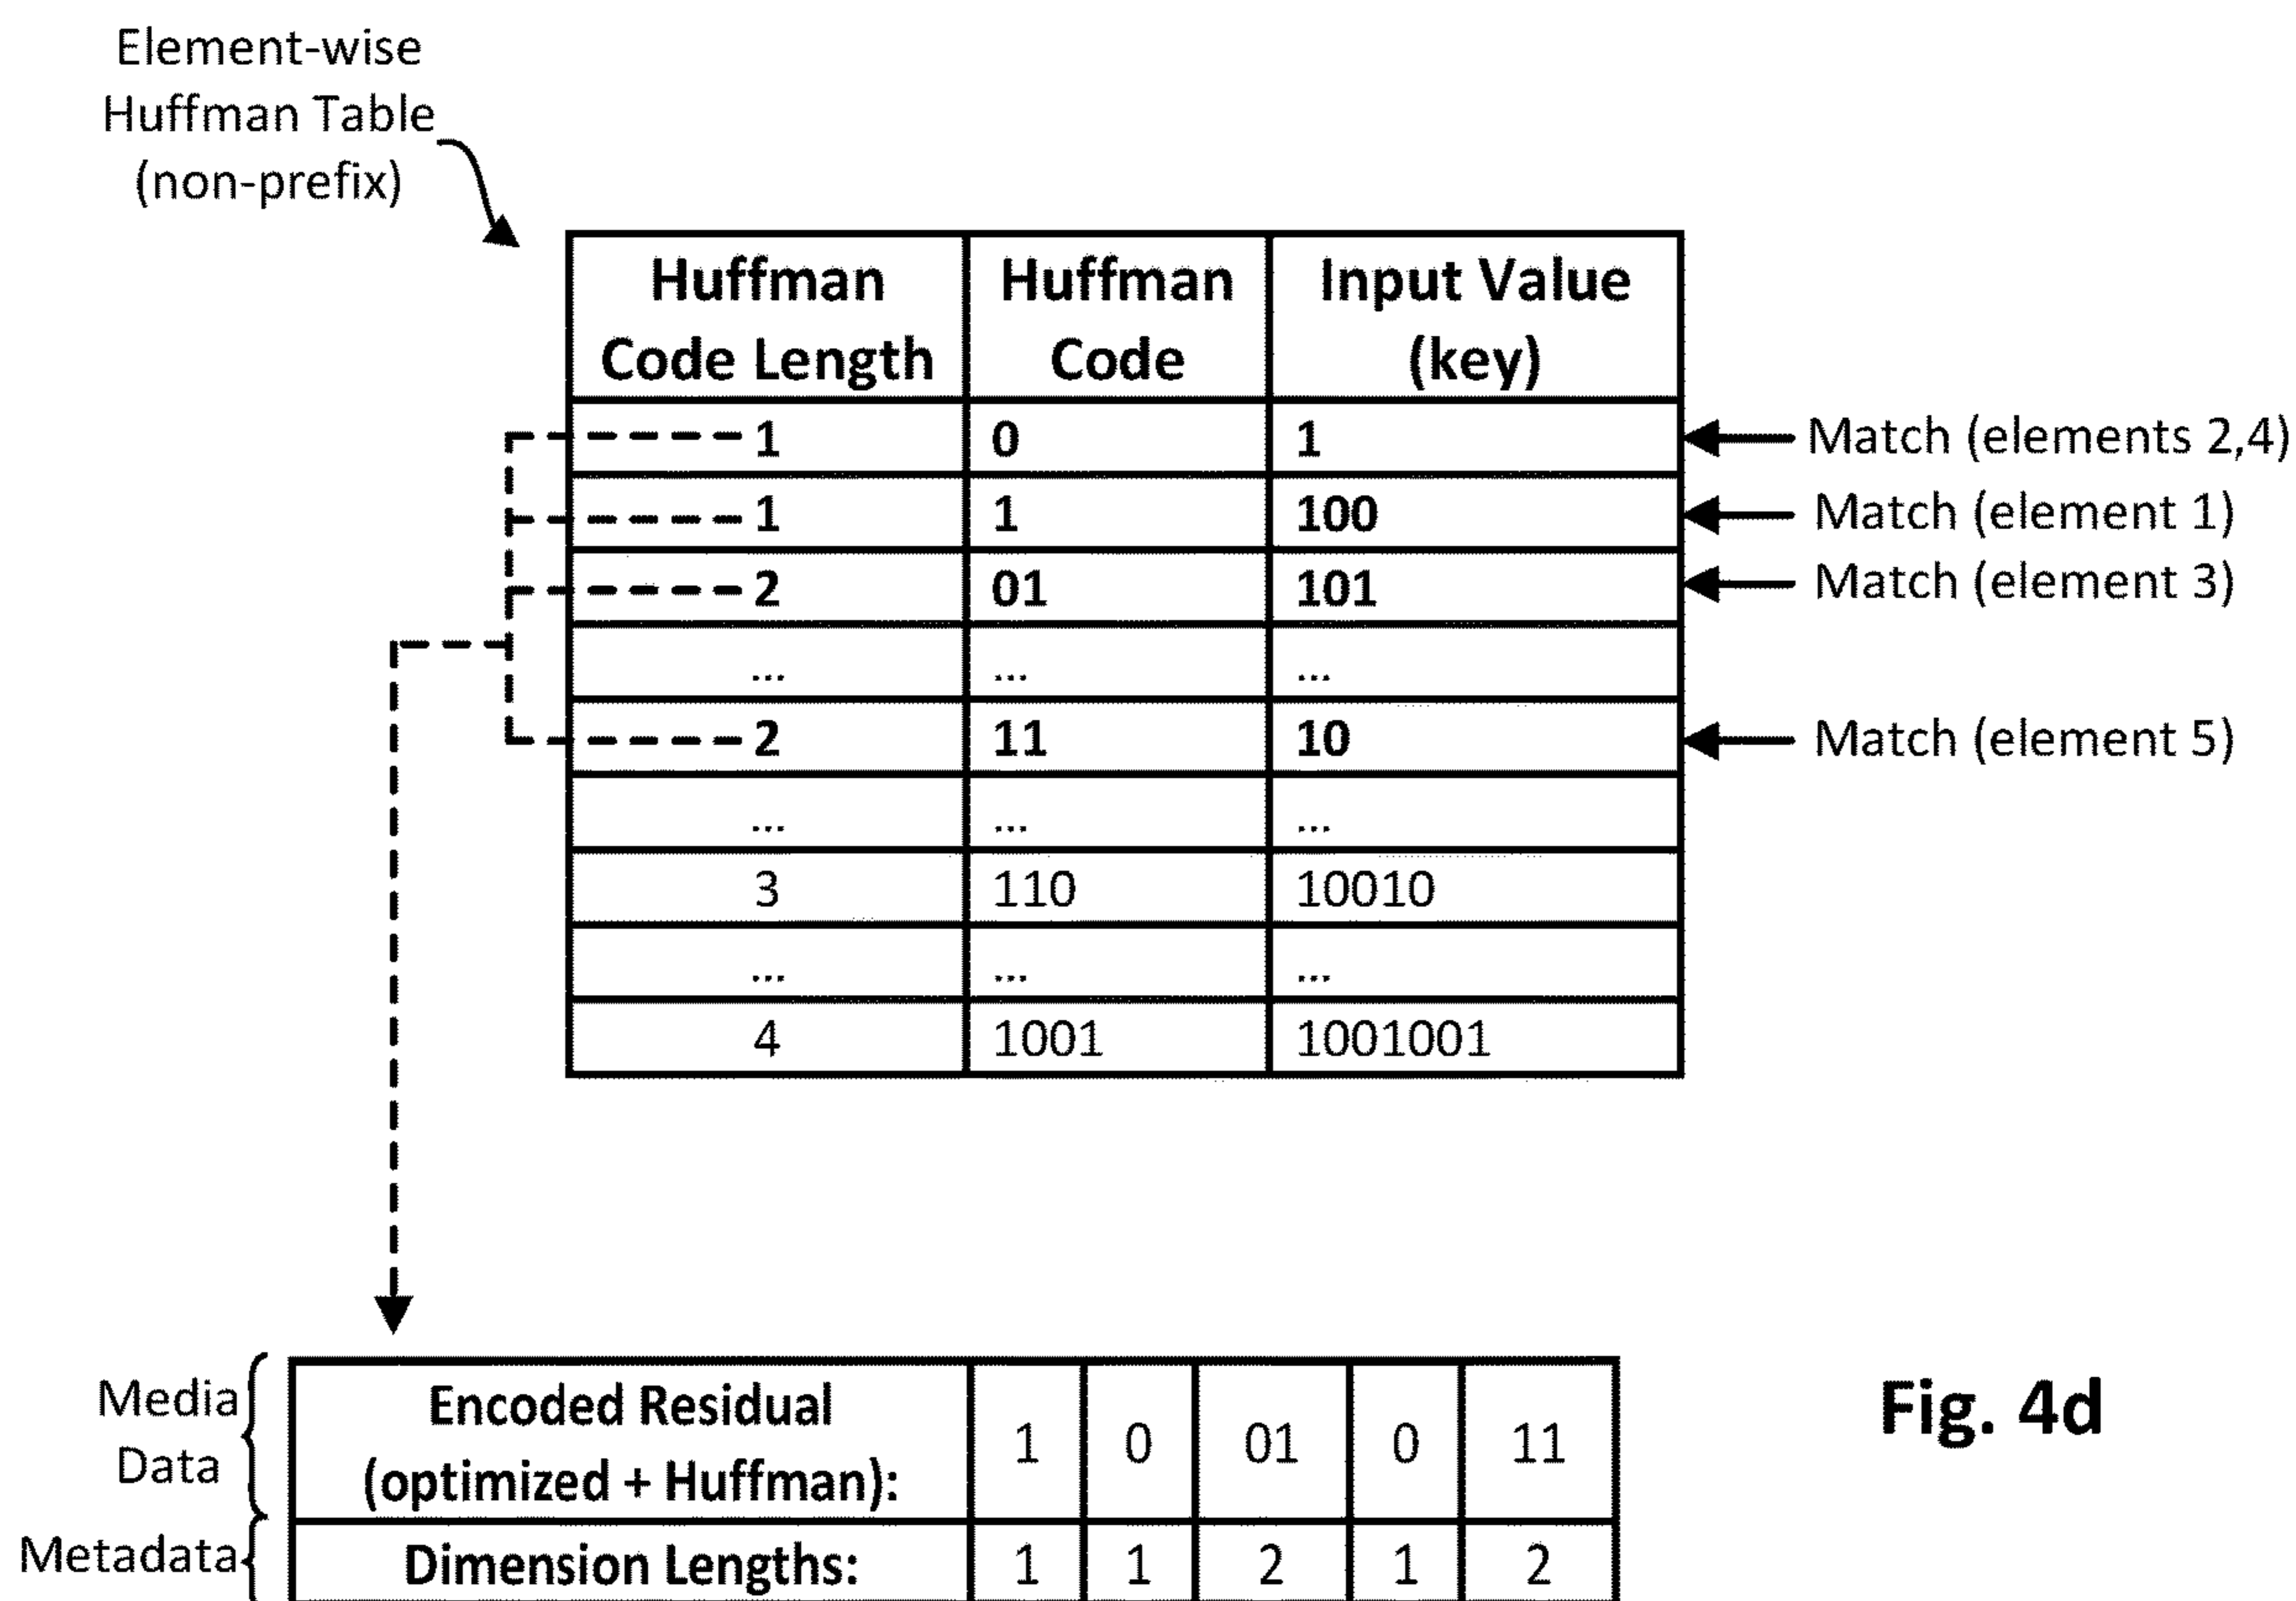 Element-wise
Huffman Table
(non-prefix)
Huffman Code Length Huffman Code Input Value (key)
1 0 1 Match (elements 2,4)
1 1 100 Match (element 1)
2 01 101 Match (element 3)
... ... ...
2 11 10 Match (element 5)
... ... ...
3 110 10010
... ... ...
4 1001 1001001
Media Data
Encoded Residual (optimized + Huffman): 1 0 01 0 11
Metadata
Dimension Lengths: 1 1 2 1 2
Fig. 4d